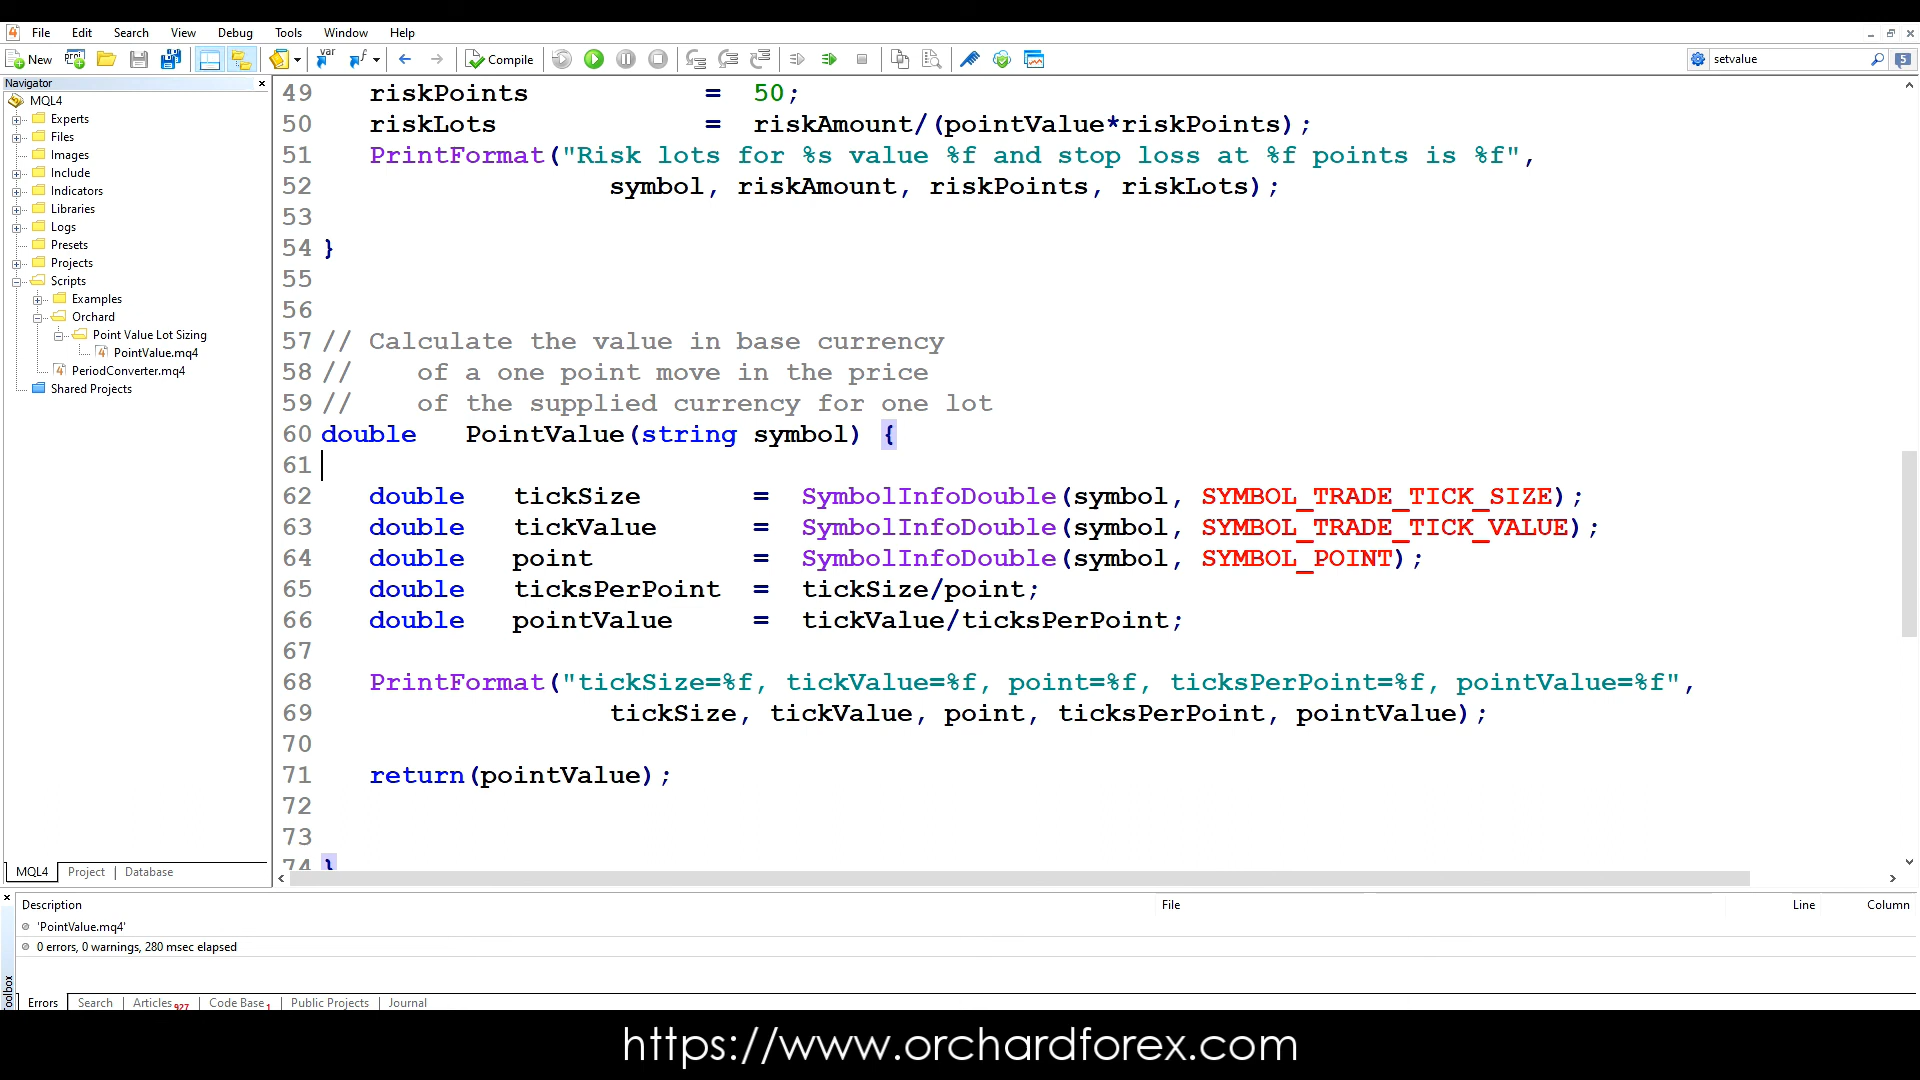 File Edit Search View Debug Tools Window Help
New Compile setvalue 5
Navigator
MQL4
Experts
Files
Images
Include
Indicators
Libraries
Logs
Presets
Projects
Scripts
Examples
Orchard
Point Value Lot Sizing
PointValue.mq4
PeriodConverter.mq4
Shared Projects
MQL4 Project Database
49 riskPoints = 50;
50 riskLots = riskAmount/(pointValue*riskPoints);
51 PrintFormat("Risk lots for %s value %f and stop loss at %f points is %f",
52 symbol, riskAmount, riskPoints, riskLots);
53
54 }
55
56
57 // Calculate the value in base currency
58 // of a one point move in the price
59 // of the supplied currency for one lot
60 double PointValue(string symbol) {
61
62 double tickSize = SymbolInfoDouble(symbol, SYMBOL_TRADE_TICK_SIZE);
63 double tickValue = SymbolInfoDouble(symbol, SYMBOL_TRADE_TICK_VALUE);
64 double point = SymbolInfoDouble(symbol, SYMBOL_POINT);
65 double ticksPerPoint = tickSize/point;
66 double pointValue = tickValue/ticksPerPoint;
67
68 PrintFormat("tickSize=%f, tickValue=%f, point=%f, ticksPerPoint=%f, pointValue=%f",
69 tickSize, tickValue, point, ticksPerPoint, pointValue);
70
71 return(pointValue);
72
73
74 }
Description File Line Column
'PointValue.mq4'
0 errors, 0 warnings, 280 msec elapsed
Errors Search Articles 927 Code Base 1 Public Projects Journal
https://www.orchardforex.com